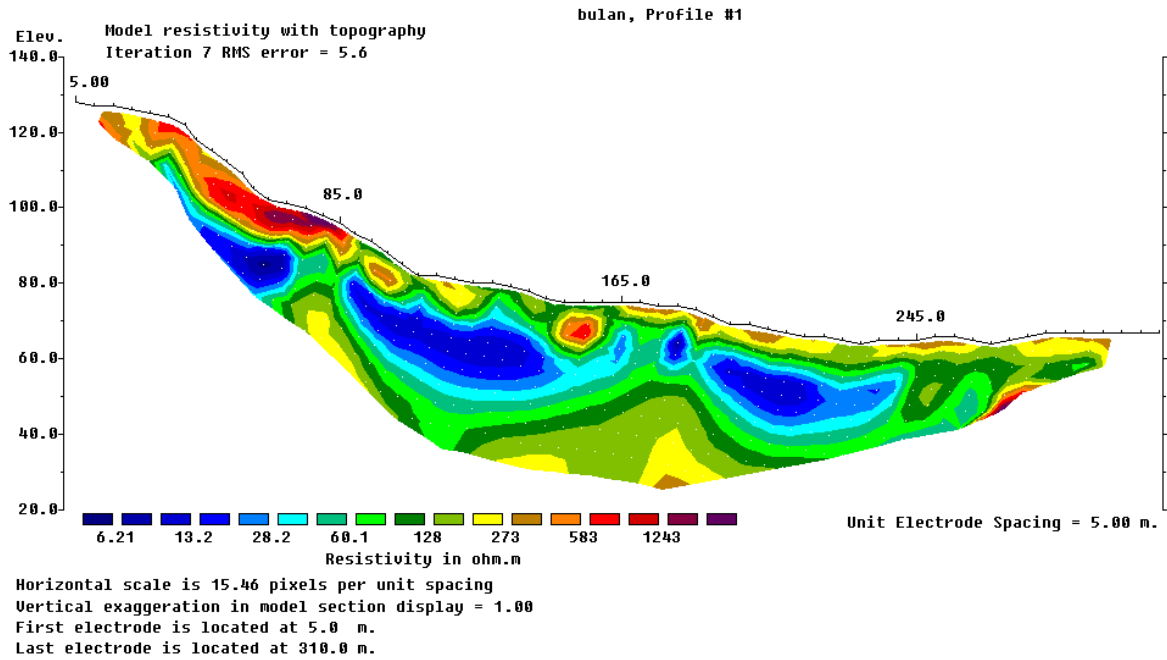 bulan, Profile #1
Model resistivity with topography
Elev.
Iteration 7 RMS error = 5.6
140.0
5.00
120.0
100.0
85.0
80.0
165.0
245.0
60.0
40.0
20.0
6.21 13.2 28.2 60.1 128 273 583 1243
Unit Electrode Spacing = 5.00 m.
Resistivity in ohm.m
Horizontal scale is 15.46 pixels per unit spacing
Vertical exaggeration in model section display = 1.00
First electrode is located at 5.0 m.
Last electrode is located at 310.0 m.